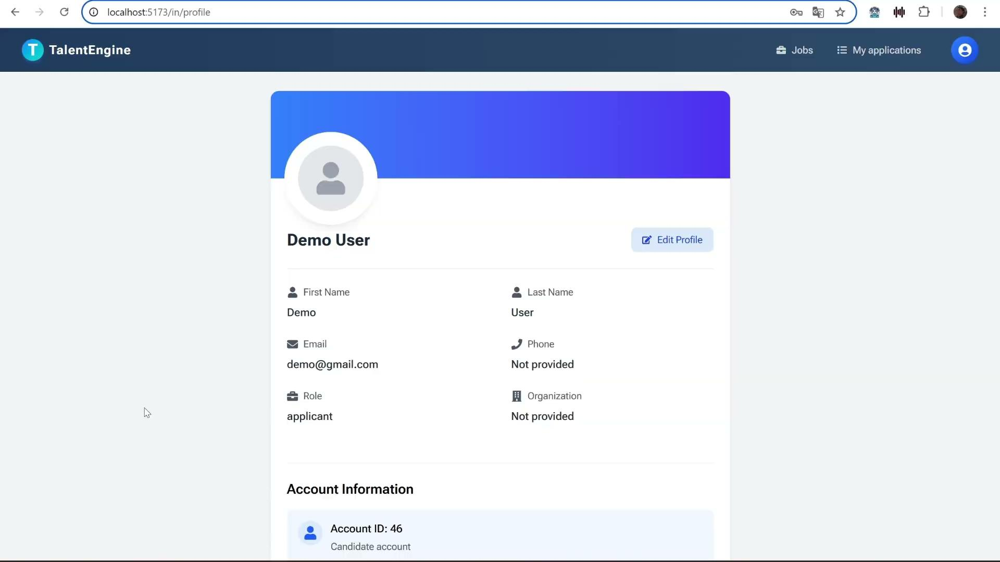 localhost:5173/in/profile
T TalentEngine
Jobs
My applications
Demo User
Edit Profile
First Name
Last Name
Demo
User
Email
Phone
demo@gmail.com
Not provided
Role
Organization
applicant
Not provided
Account Information
Account ID: 46
Candidate account